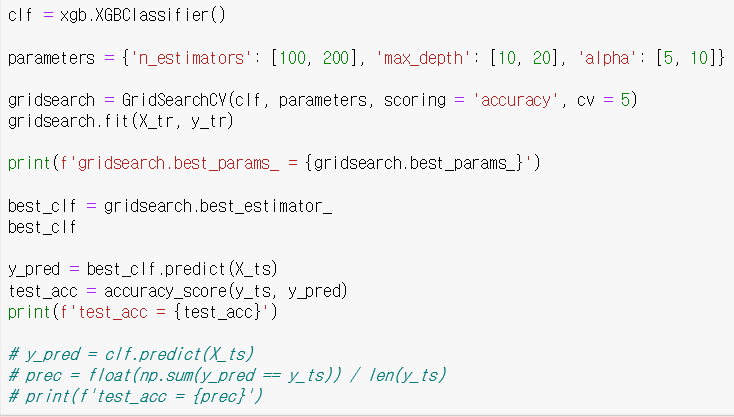 clf = xgb.XGBClassifier()
parameters = {'n_estimators': [100, 200], 'max_depth': [10, 20], 'alpha': [5, 10]}
gridsearch = GridSearchCV(clf, parameters, scoring = 'accuracy', cv = 5)
gridsearch.fit(X_tr, y_tr)
print(f'gridsearch.best_params_ = {gridsearch.best_params_}')
best_clf = gridsearch.best_estimator_
best_clf
y_pred = best_clf.predict(X_ts)
test_acc = accuracy_score(y_ts, y_pred)
print(f'test_acc = {test_acc}')
# y_pred = clf.predict(X_ts)
# prec = float(np.sum(y_pred == y_ts)) / len(y_ts)
# print(f'test_acc = {prec}')